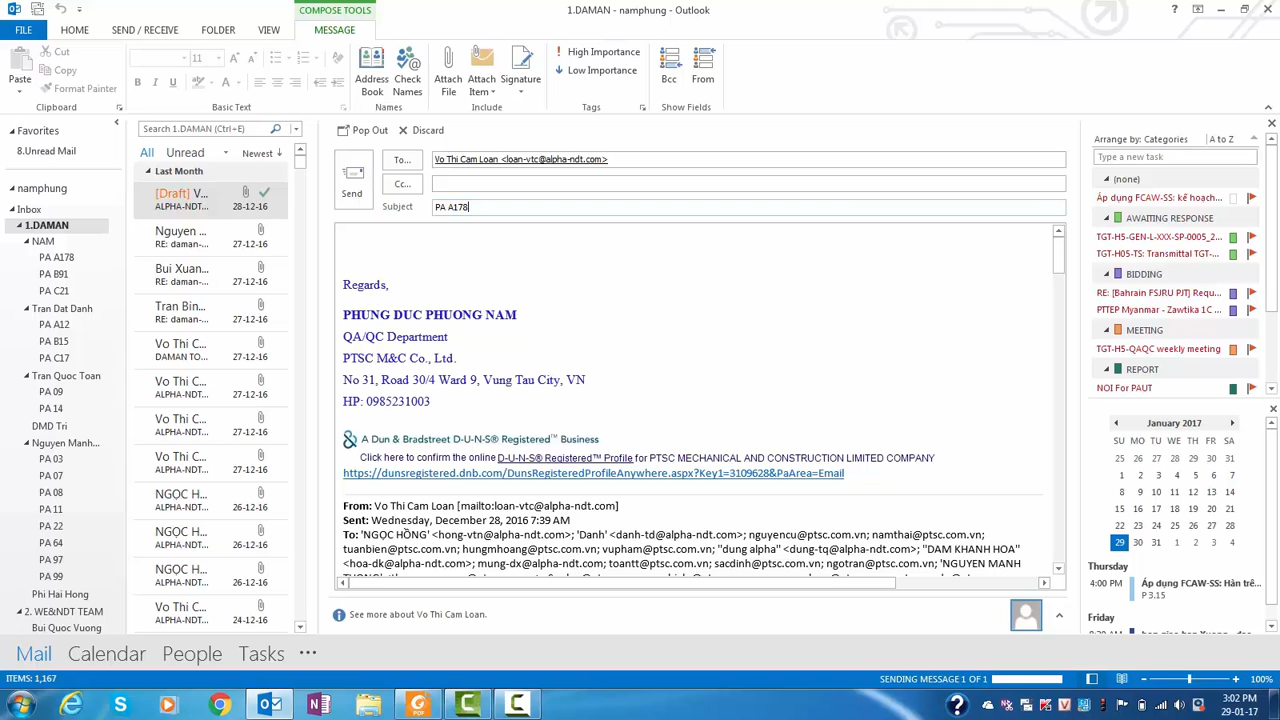 COMPOSE TOOLS
1.DAMAN - namphung - Outlook
FILE
HOME
SEND / RECEIVE
FOLDER
VIEW
MESSAGE
Paste
Cut
Copy
Format Painter
Clipboard
11
B I U
Basic Text
Address Book
Check Names
Names
Attach File
Attach Item
Signature
Include
High Importance
Low Importance
Tags
Bcc
From
Show Fields
Favorites
8.Unread Mail
namphung
Inbox
1.DAMAN
NAM
PA A178
PA B91
PA C21
Tran Dat Danh
PA A12
PA B15
PA C17
Tran Quoc Toan
PA 09
PA 14
DMD Tri
Nguyen Manh...
PA 03
PA 07
PA 08
PA 11
PA 22
PA 64
PA 97
PA 99
Phi Hai Hong
2. WE&NDT TEAM
Bui Quoc Vuong
Search 1.DAMAN (Ctrl+E)
All Unread Newest
Last Month
[Draft] V...
ALPHA-NDT... 28-12-16
Nguyen ...
RE: daman-... 27-12-16
Bui Xuan...
RE: daman-... 27-12-16
Tran Bin...
RE: daman... 27-12-16
Vo Thi C...
DAMAN TO... 27-12-16
Vo Thi C...
ALPHA-NDT... 27-12-16
Vo Thi C...
ALPHA-NDT... 27-12-16
Vo Thi C...
ALPHA-NDT... 27-12-16
NGỌC H...
ALPHA-NDT... 26-12-16
NGỌC H...
ALPHA-NDT... 26-12-16
NGỌC H...
ALPHA-NDT... 26-12-16
Vo Thi C...
ALPHA-NDT... 24-12-16
Pop Out
Discard
Send
To... Vo Thi Cam Loan <loan-vtc@alpha-ndt.com>
Cc...
Subject PA A178
Regards,
PHUNG DUC PHUONG NAM
QA/QC Department
PTSC M&C Co., Ltd.
No 31, Road 30/4 Ward 9, Vung Tau City, VN
HP: 0985231003
A Dun & Bradstreet D-U-N-S® Registered™ Business
Click here to confirm the online D-U-N-S® Registered™ Profile for PTSC MECHANICAL AND CONSTRUCTION LIMITED COMPANY
https://dunsregistered.dnb.com/DunsRegisteredProfileAnywhere.aspx?Key1=3109628&PaArea=Email
From: Vo Thi Cam Loan [mailto:loan-vtc@alpha-ndt.com]
Sent: Wednesday, December 28, 2016 7:39 AM
To: 'NGỌC HỒNG' <hong-vtn@alpha-ndt.com>; 'Danh' <danh-td@alpha-ndt.com>; nguyencu@ptsc.com.vn; namthai@ptsc.com.vn;
tuanbien@ptsc.com.vn; hungmhoang@ptsc.com.vn; vupham@ptsc.com.vn; "dung alpha" <dung-tq@alpha-ndt.com>; "DAM KHANH HOA"
<hoa-dk@alpha-ndt.com>; mung-dx@alpha-ndt.com; toantt@ptsc.com.vn; sacdinh@ptsc.com.vn; ngotran@ptsc.com.vn; 'NGUYEN MANH
See more about Vo Thi Cam Loan.
Arrange by: Categories A to Z
Type a new task
(none)
Áp dụng FCAW-SS: kế hoạch...
AWAITING RESPONSE
TGT-H5-GEN-L-XXX-SP-0005_2...
TGT-H05-TS: Transmittal TGT-...
BIDDING
RE: [Bahrain FSJRU PJT] Requ...
PTTEP Myanmar - Zawtika 1C ...
MEETING
TGT-H5-QAQC weekly meeting
REPORT
NOI For PAUT
January 2017
SU MO TU WE TH FR SA
25 26 27 28 29 30 31
1 2 3 4 5 6 7
8 9 10 11 12 13 14
15 16 17 18 19 20 21
22 23 24 25 26 27 28
29 30 31 1 2 3 4
Thursday
4:00 PM Áp dụng FCAW-SS: Hàn trê...
P 3.15
Friday
Mail Calendar People Tasks
ITEMS: 1,167
SENDING MESSAGE 1 OF 1
100%
3:02 PM
29-01-17